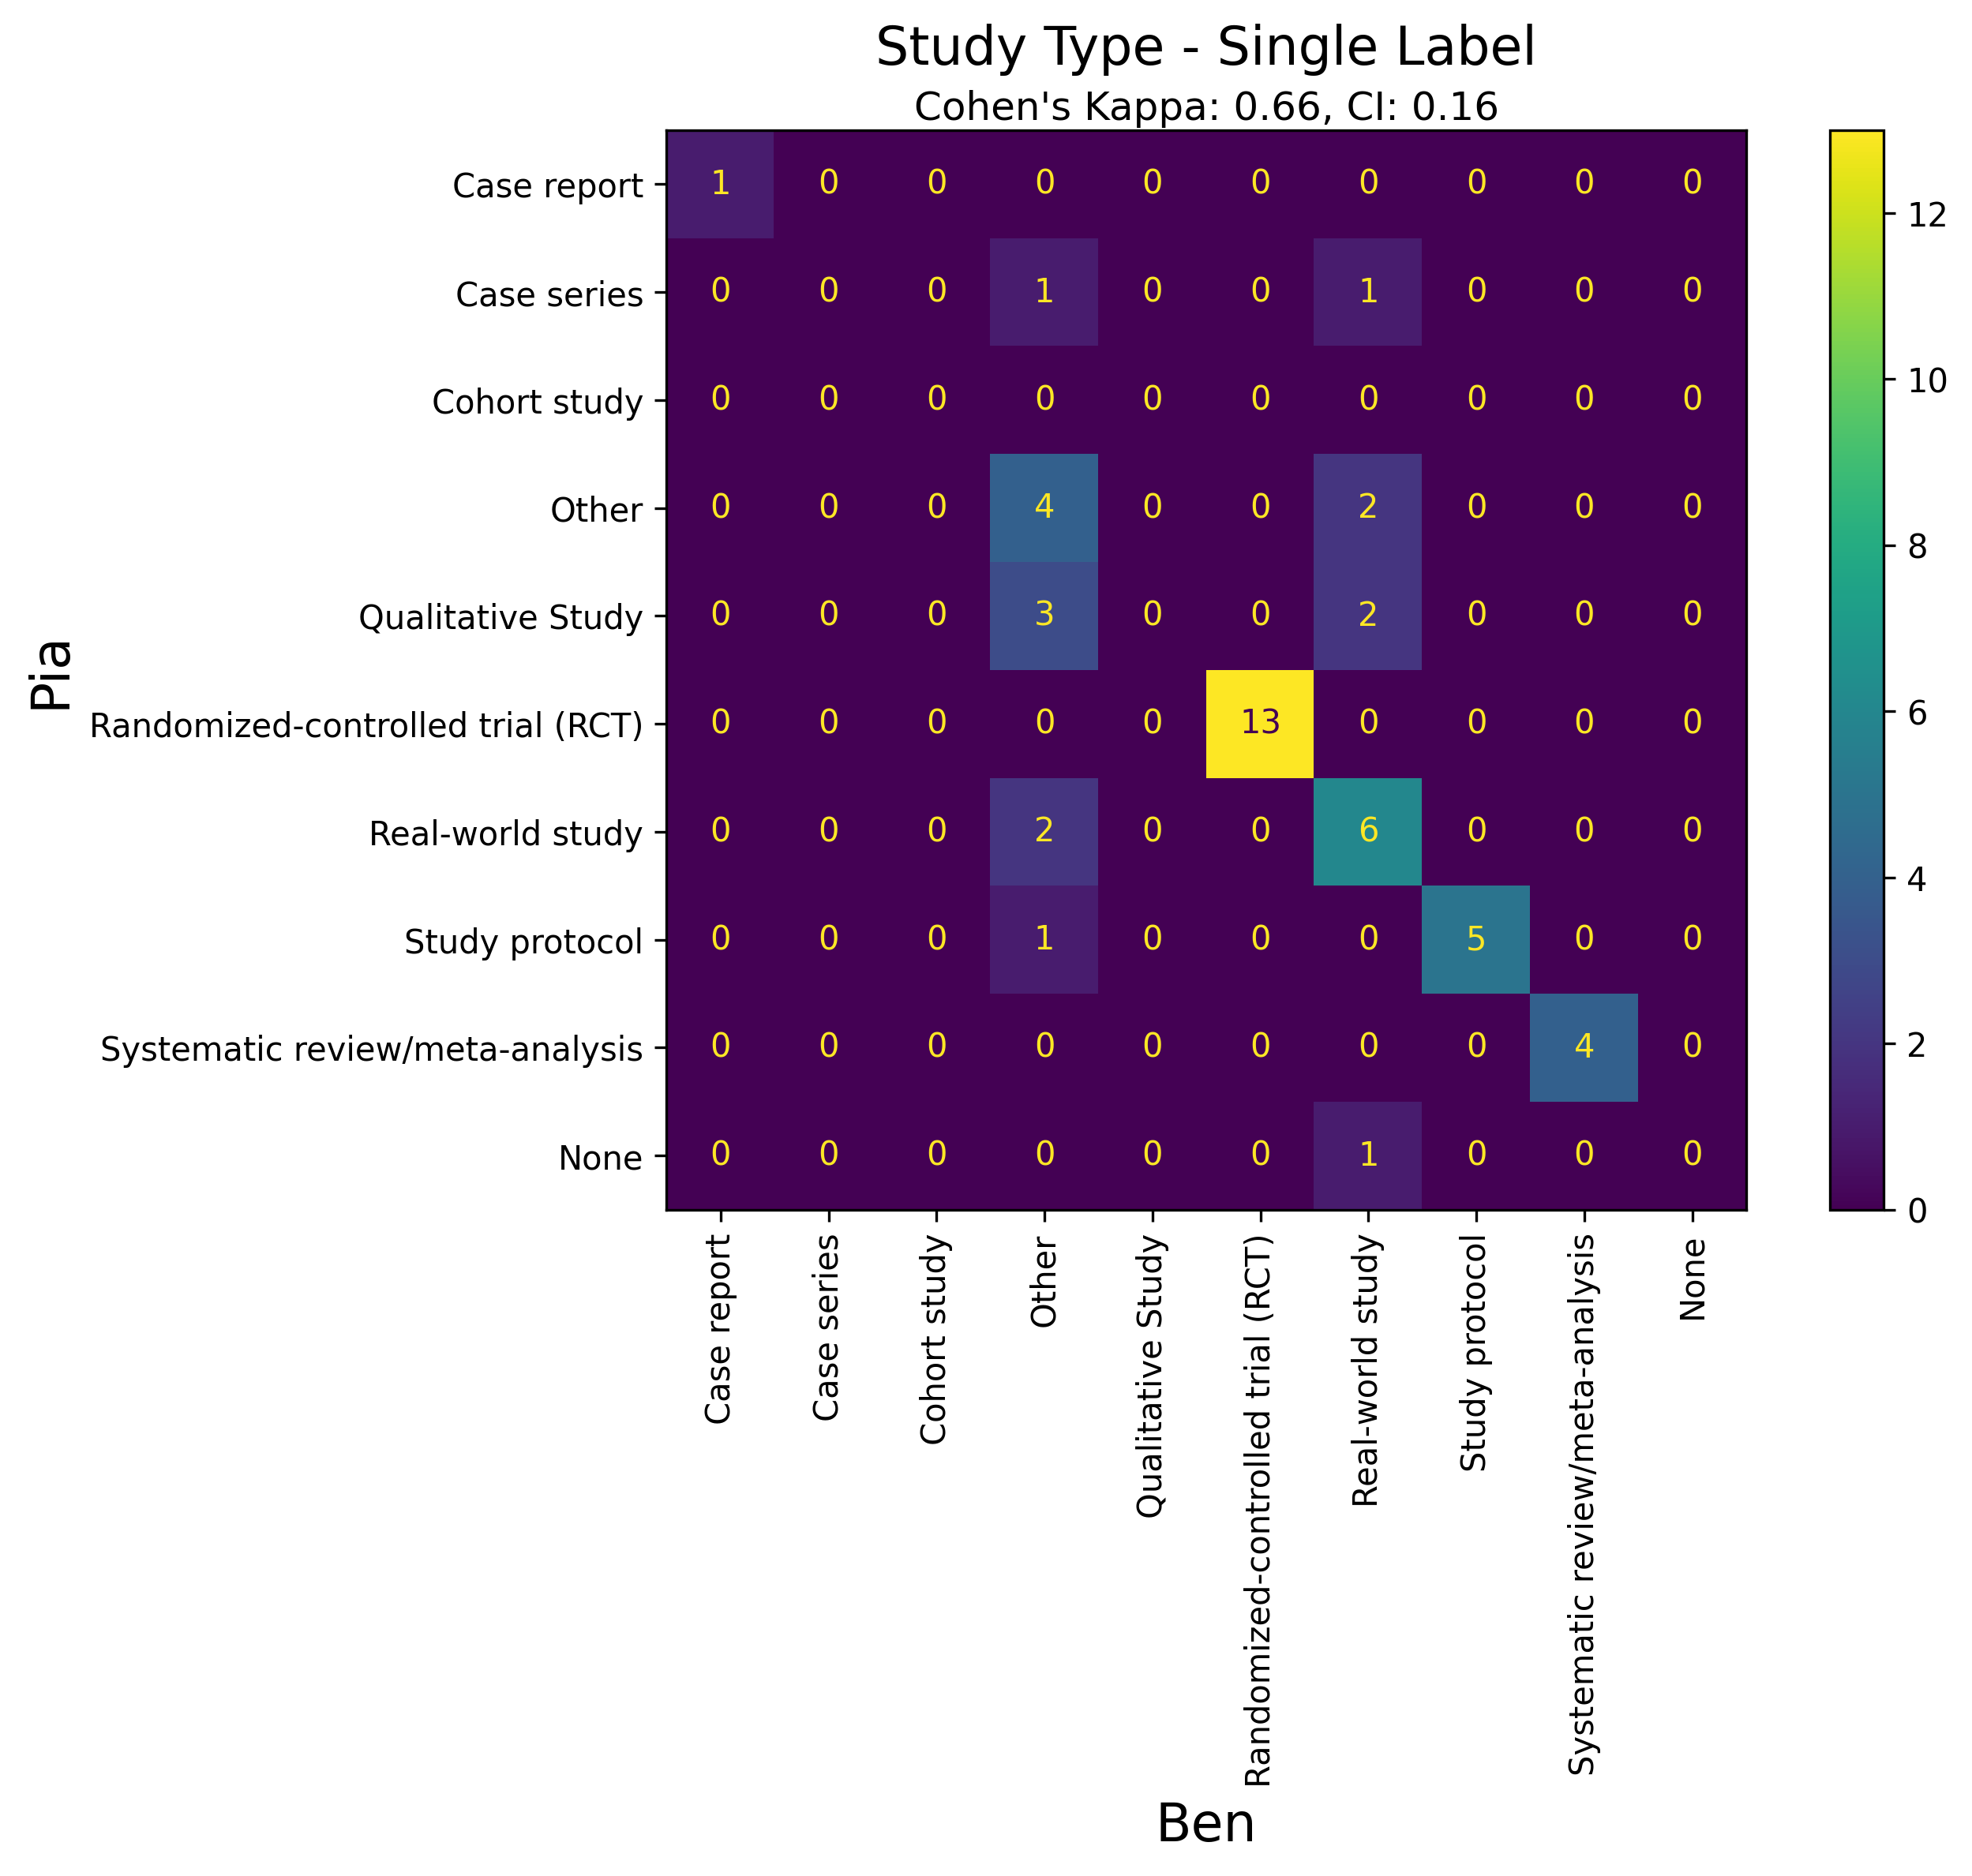 Study Type - Single Label
Cohen's Kappa: 0.66, CI: 0.16
Pia
Case report 1 0 0 0 0 0 0 0 0 0
Case series 0 0 0 1 0 0 1 0 0 0
Cohort study 0 0 0 0 0 0 0 0 0 0
Other 0 0 0 4 0 0 2 0 0 0
Qualitative Study 0 0 0 3 0 0 2 0 0 0
Randomized-controlled trial (RCT) 0 0 0 0 0 13 0 0 0 0
Real-world study 0 0 0 2 0 0 6 0 0 0
Study protocol 0 0 0 1 0 0 0 5 0 0
Systematic review/meta-analysis 0 0 0 0 0 0 0 0 4 0
None 0 0 0 0 0 0 1 0 0 0
Case report
Case series
Cohort study
Other
Qualitative Study
Randomized-controlled trial (RCT)
Real-world study
Study protocol
Systematic review/meta-analysis
None
Ben
12
10
8
6
4
2
0